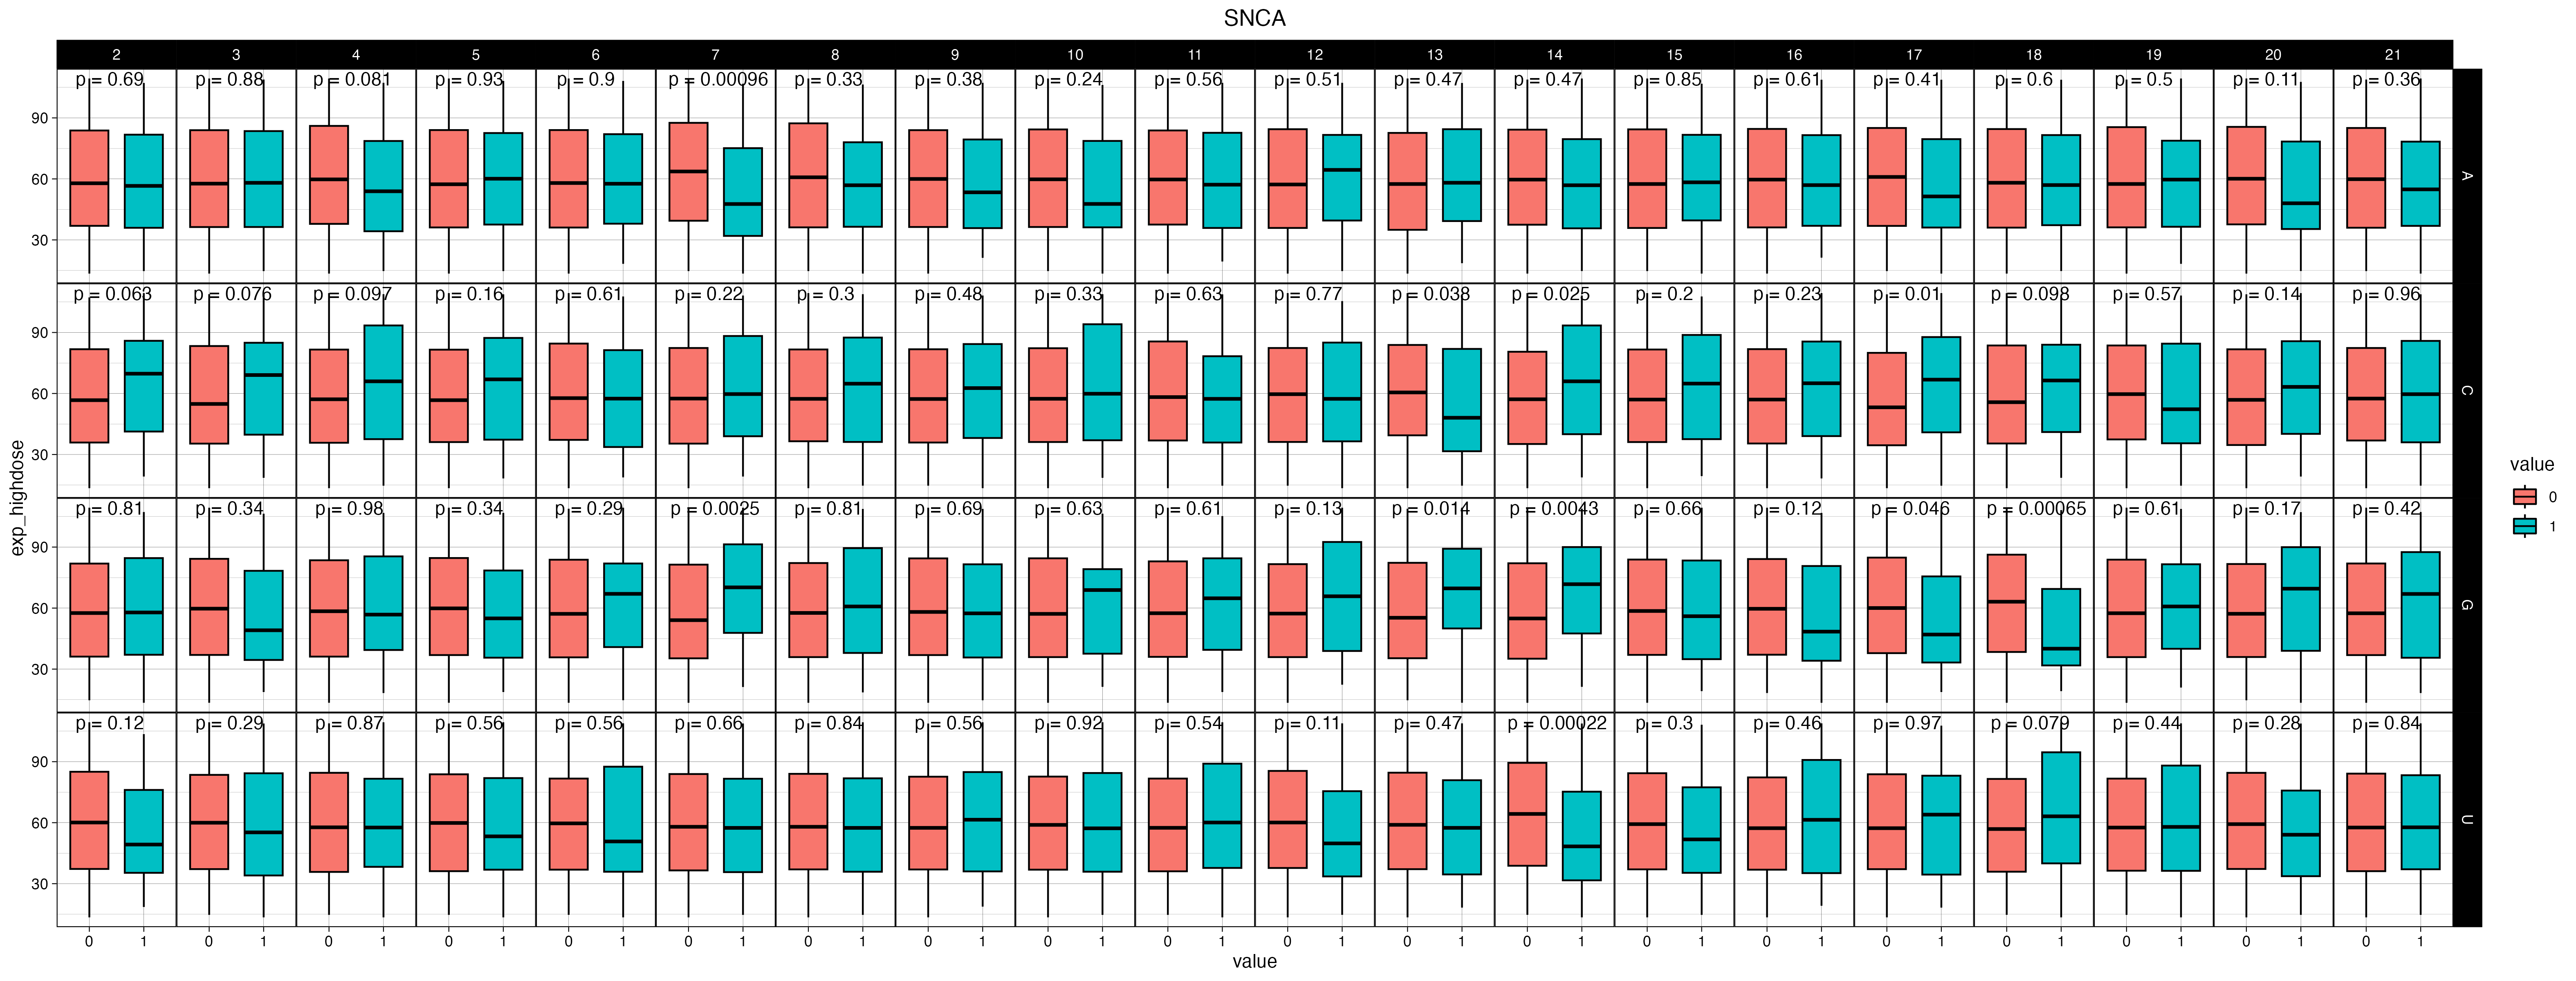 SNCA
2 3 4 5 6 7 8 9 10 11 12 13 14 15 16 17 18 19 20 21
p = 0.69 p = 0.88 p = 0.081 p = 0.93 p = 0.9 p = 0.00096 p = 0.33 p = 0.38 p = 0.24 p = 0.56 p = 0.51 p = 0.47 p = 0.47 p = 0.85 p = 0.61 p = 0.41 p = 0.6 p = 0.5 p = 0.11 p = 0.36
90
60
30
A
p = 0.063 p = 0.076 p = 0.097 p = 0.16 p = 0.61 p = 0.22 p = 0.3 p = 0.48 p = 0.33 p = 0.63 p = 0.77 p = 0.038 p = 0.025 p = 0.2 p = 0.23 p = 0.01 p = 0.098 p = 0.57 p = 0.14 p = 0.96
90
60
30
C
exp_highdose
p = 0.81 p = 0.34 p = 0.98 p = 0.34 p = 0.29 p = 0.0025 p = 0.81 p = 0.69 p = 0.63 p = 0.61 p = 0.13 p = 0.014 p = 0.0043 p = 0.66 p = 0.12 p = 0.046 p = 0.00065 p = 0.61 p = 0.17 p = 0.42
90
60
30
G
p = 0.12 p = 0.29 p = 0.87 p = 0.56 p = 0.56 p = 0.66 p = 0.84 p = 0.56 p = 0.92 p = 0.54 p = 0.11 p = 0.47 p = 0.00022 p = 0.3 p = 0.46 p = 0.97 p = 0.079 p = 0.44 p = 0.28 p = 0.84
90
60
30
U
0 1 0 1 0 1 0 1 0 1 0 1 0 1 0 1 0 1 0 1 0 1 0 1 0 1 0 1 0 1 0 1 0 1 0 1 0 1 0 1
value
value
0
1